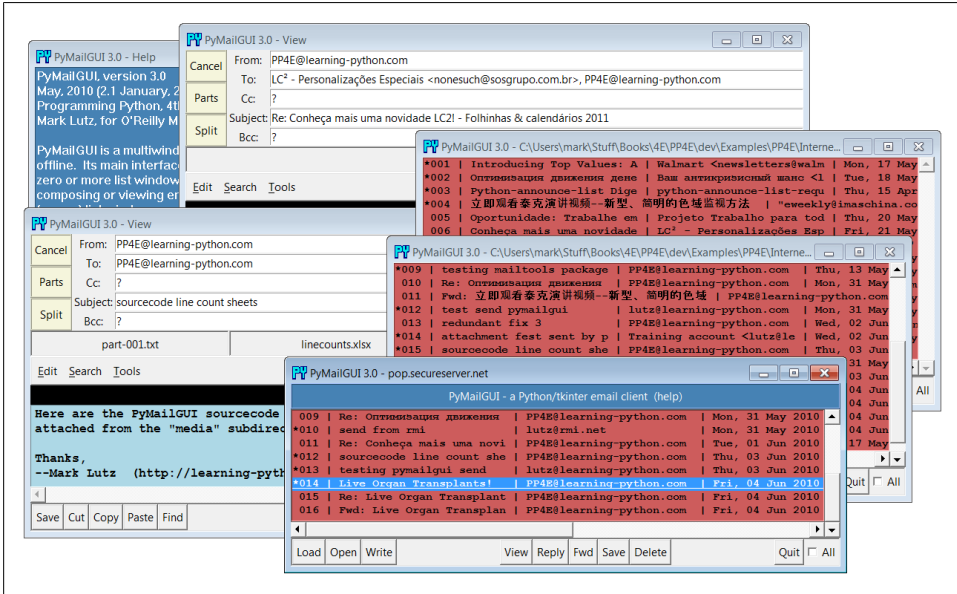 PyMailGUI 3.0 - Help
PyMailGUI, version 3.0
May, 2010 (2.1 January, 2
Programming Python, 4t
Mark Lutz, for O'Reilly M
PyMailGUI is a multiwind
offline. Its main interfac
zero or more list window
composing or viewing er
PyMailGUI 3.0 - View
Cancel
From: PP4E@learning-python.com
To: LC² - Personalizações Especiais <nonesuch@sosgrupo.com.br>, PP4E@learning-python.com
Parts
Cc: ?
Subject: Re: Conheça mais uma novidade LC2! - Folhinhas & calendários 2011
Split
Bcc: ?
Edit Search Tools
PyMailGUI 3.0 - C:\Users\mark\Stuff\Books\4E\PP4E\dev\Examples\PP4E\Interne...
*001 | Introducing Top Values: A | Walmart <newsletters@walm | Mon, 17 May
*002 | Оптимизация движения дене | Ваш антикризисный шанс <l | Tue, 18 May
*003 | Python-announce-list Dige | python-announce-list-requ | Thu, 15 Apr
*004 | 立即观看泰克演讲视频--新型、简明的色域监视方法 | "eweekly@imaschina.co
005 | Oportunidade: Trabalhe em | Projeto Trabalho para tod | Thu, 20 May
006 | Conheça mais uma novidade | LC² - Personalizações Esp | Fri, 21 May
All
PyMailGUI 3.0 - View
Cancel
From: PP4E@learning-python.com
To: PP4E@learning-python.com
Parts
Cc: ?
Subject: sourcecode line count sheets
Split
Bcc: ?
part-001.txt
linecounts.xlsx
Edit Search Tools
Here are the PyMailGUI sourcecode
attached from the "media" subdirec
Thanks,
--Mark Lutz (http://learning-pyth
Save Cut Copy Paste Find
PyMailGUI 3.0 - C:\Users\mark\Stuff\Books\4E\PP4E\dev\Examples\PP4E\Interne...
*009 | testing mailtools package | PP4E@learning-python.com | Thu, 13 May
010 | Re: Оптимизация движения | PP4E@learning-python.com | Mon, 31 May
011 | Fwd: 立即观看泰克演讲视频--新型、简明的色域 | PP4E@learning-python.com
*012 | test send pymailgui | lutz@learning-python.com | Mon, 31 May
013 | redundant fix 3 | PP4E@learning-python.com | Wed, 02 Jun
*014 | attachment fest sent by p | Training account <lutz@le | Wed, 02 Jun
*015 | sourcecode line count she | PP4E@learning-python.com | Thu, 03 Jun
31 May
03 Jun
04 Jun
04 Jun
04 Jun
17 May
Quit All
PyMailGUI 3.0 - pop.secureserver.net
PyMailGUI - a Python/tkinter email client (help)
009 | Re: Оптимизация движения | PP4E@learning-python.com | Mon, 31 May 2010
*010 | send from rmi | lutz@rmi.net | Mon, 31 May 2010
011 | Re: Conheça mais uma novi | PP4E@learning-python.com | Tue, 01 Jun 2010
*012 | sourcecode line count she | PP4E@learning-python.com | Thu, 03 Jun 2010
*013 | testing pymailgui send | lutz@learning-python.com | Thu, 03 Jun 2010
*014 | Live Organ Transplants! | PP4E@learning-python.com | Fri, 04 Jun 2010
015 | Re: Live Organ Transplant | PP4E@learning-python.com | Fri, 04 Jun 2010
016 | Fwd: Live Organ Transplan | PP4E@learning-python.com | Fri, 04 Jun 2010
Load Open Write View Reply Fwd Save Delete Quit All